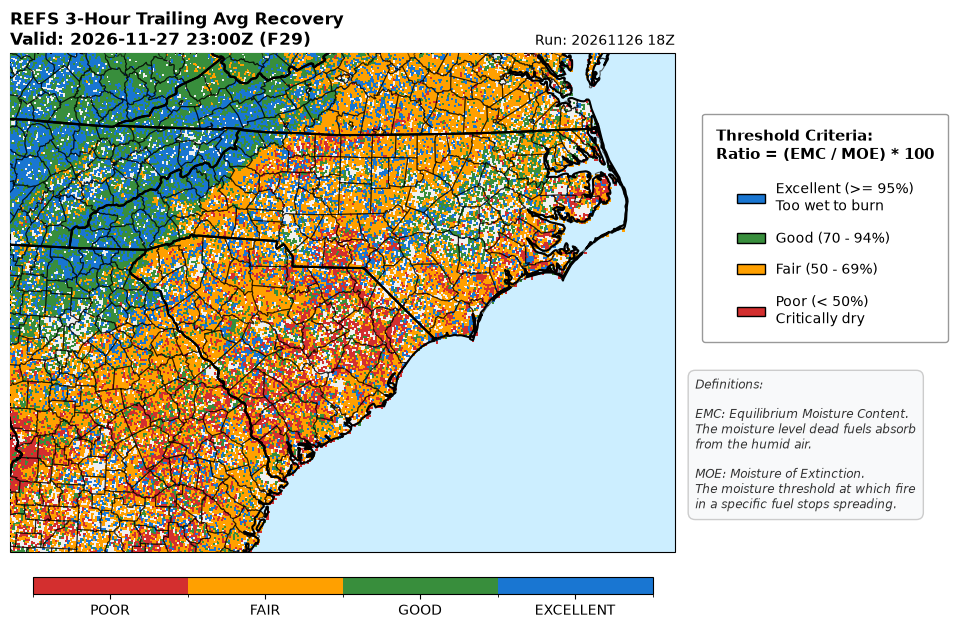 REFS 3-Hour Trailing Avg Recovery
Valid: 2026-11-27 23:00Z (F29)
Run: 20261126 18Z
Threshold Criteria:
Ratio = (EMC / MOE) * 100
Excellent (>= 95%)
Too wet to burn
Good (70 - 94%)
Fair (50 - 69%)
Poor (< 50%)
Critically dry
Definitions:
EMC: Equilibrium Moisture Content.
The moisture level dead fuels absorb
from the humid air.
MOE: Moisture of Extinction.
The moisture threshold at which fire
in a specific fuel stops spreading.
POOR
FAIR
GOOD
EXCELLENT